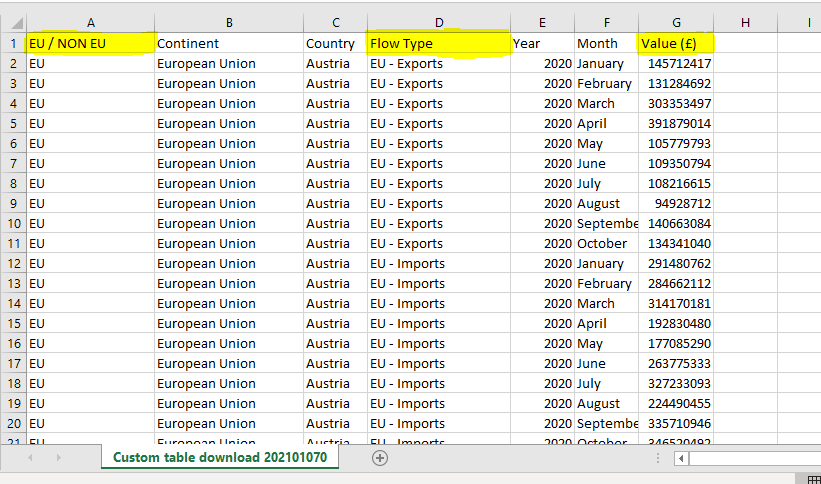 A B C D E F G H I
1 EU / NON EU Continent Country Flow Type Year Month Value (£)
2 EU European Union Austria EU - Exports 2020 January 145712417
3 EU European Union Austria EU - Exports 2020 February 131284692
4 EU European Union Austria EU - Exports 2020 March 303353497
5 EU European Union Austria EU - Exports 2020 April 391879014
6 EU European Union Austria EU - Exports 2020 May 105779793
7 EU European Union Austria EU - Exports 2020 June 109350794
8 EU European Union Austria EU - Exports 2020 July 108216615
9 EU European Union Austria EU - Exports 2020 August 94928712
10 EU European Union Austria EU - Exports 2020 Septembe 140663084
11 EU European Union Austria EU - Exports 2020 October 134341040
12 EU European Union Austria EU - Imports 2020 January 291480762
13 EU European Union Austria EU - Imports 2020 February 284662112
14 EU European Union Austria EU - Imports 2020 March 314170181
15 EU European Union Austria EU - Imports 2020 April 192830480
16 EU European Union Austria EU - Imports 2020 May 177085290
17 EU European Union Austria EU - Imports 2020 June 263775333
18 EU European Union Austria EU - Imports 2020 July 327233093
19 EU European Union Austria EU - Imports 2020 August 224490455
20 EU European Union Austria EU - Imports 2020 Septembe 335710946
21 EU European Union Austria EU - Imports 2020 October 346520492
Custom table download 202101070